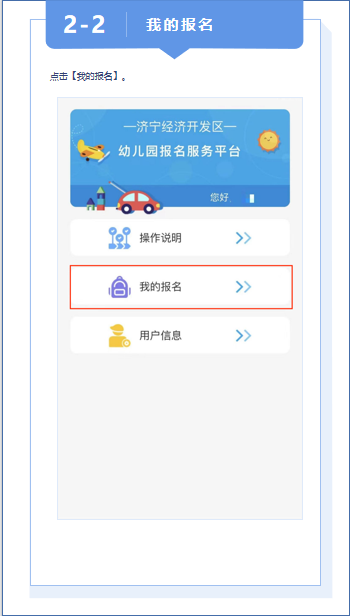 2-2 我的报名
点击【我的报名】。
—济宁经济开发区—
幼儿园报名服务平台
您好
操作说明
我的报名
用户信息